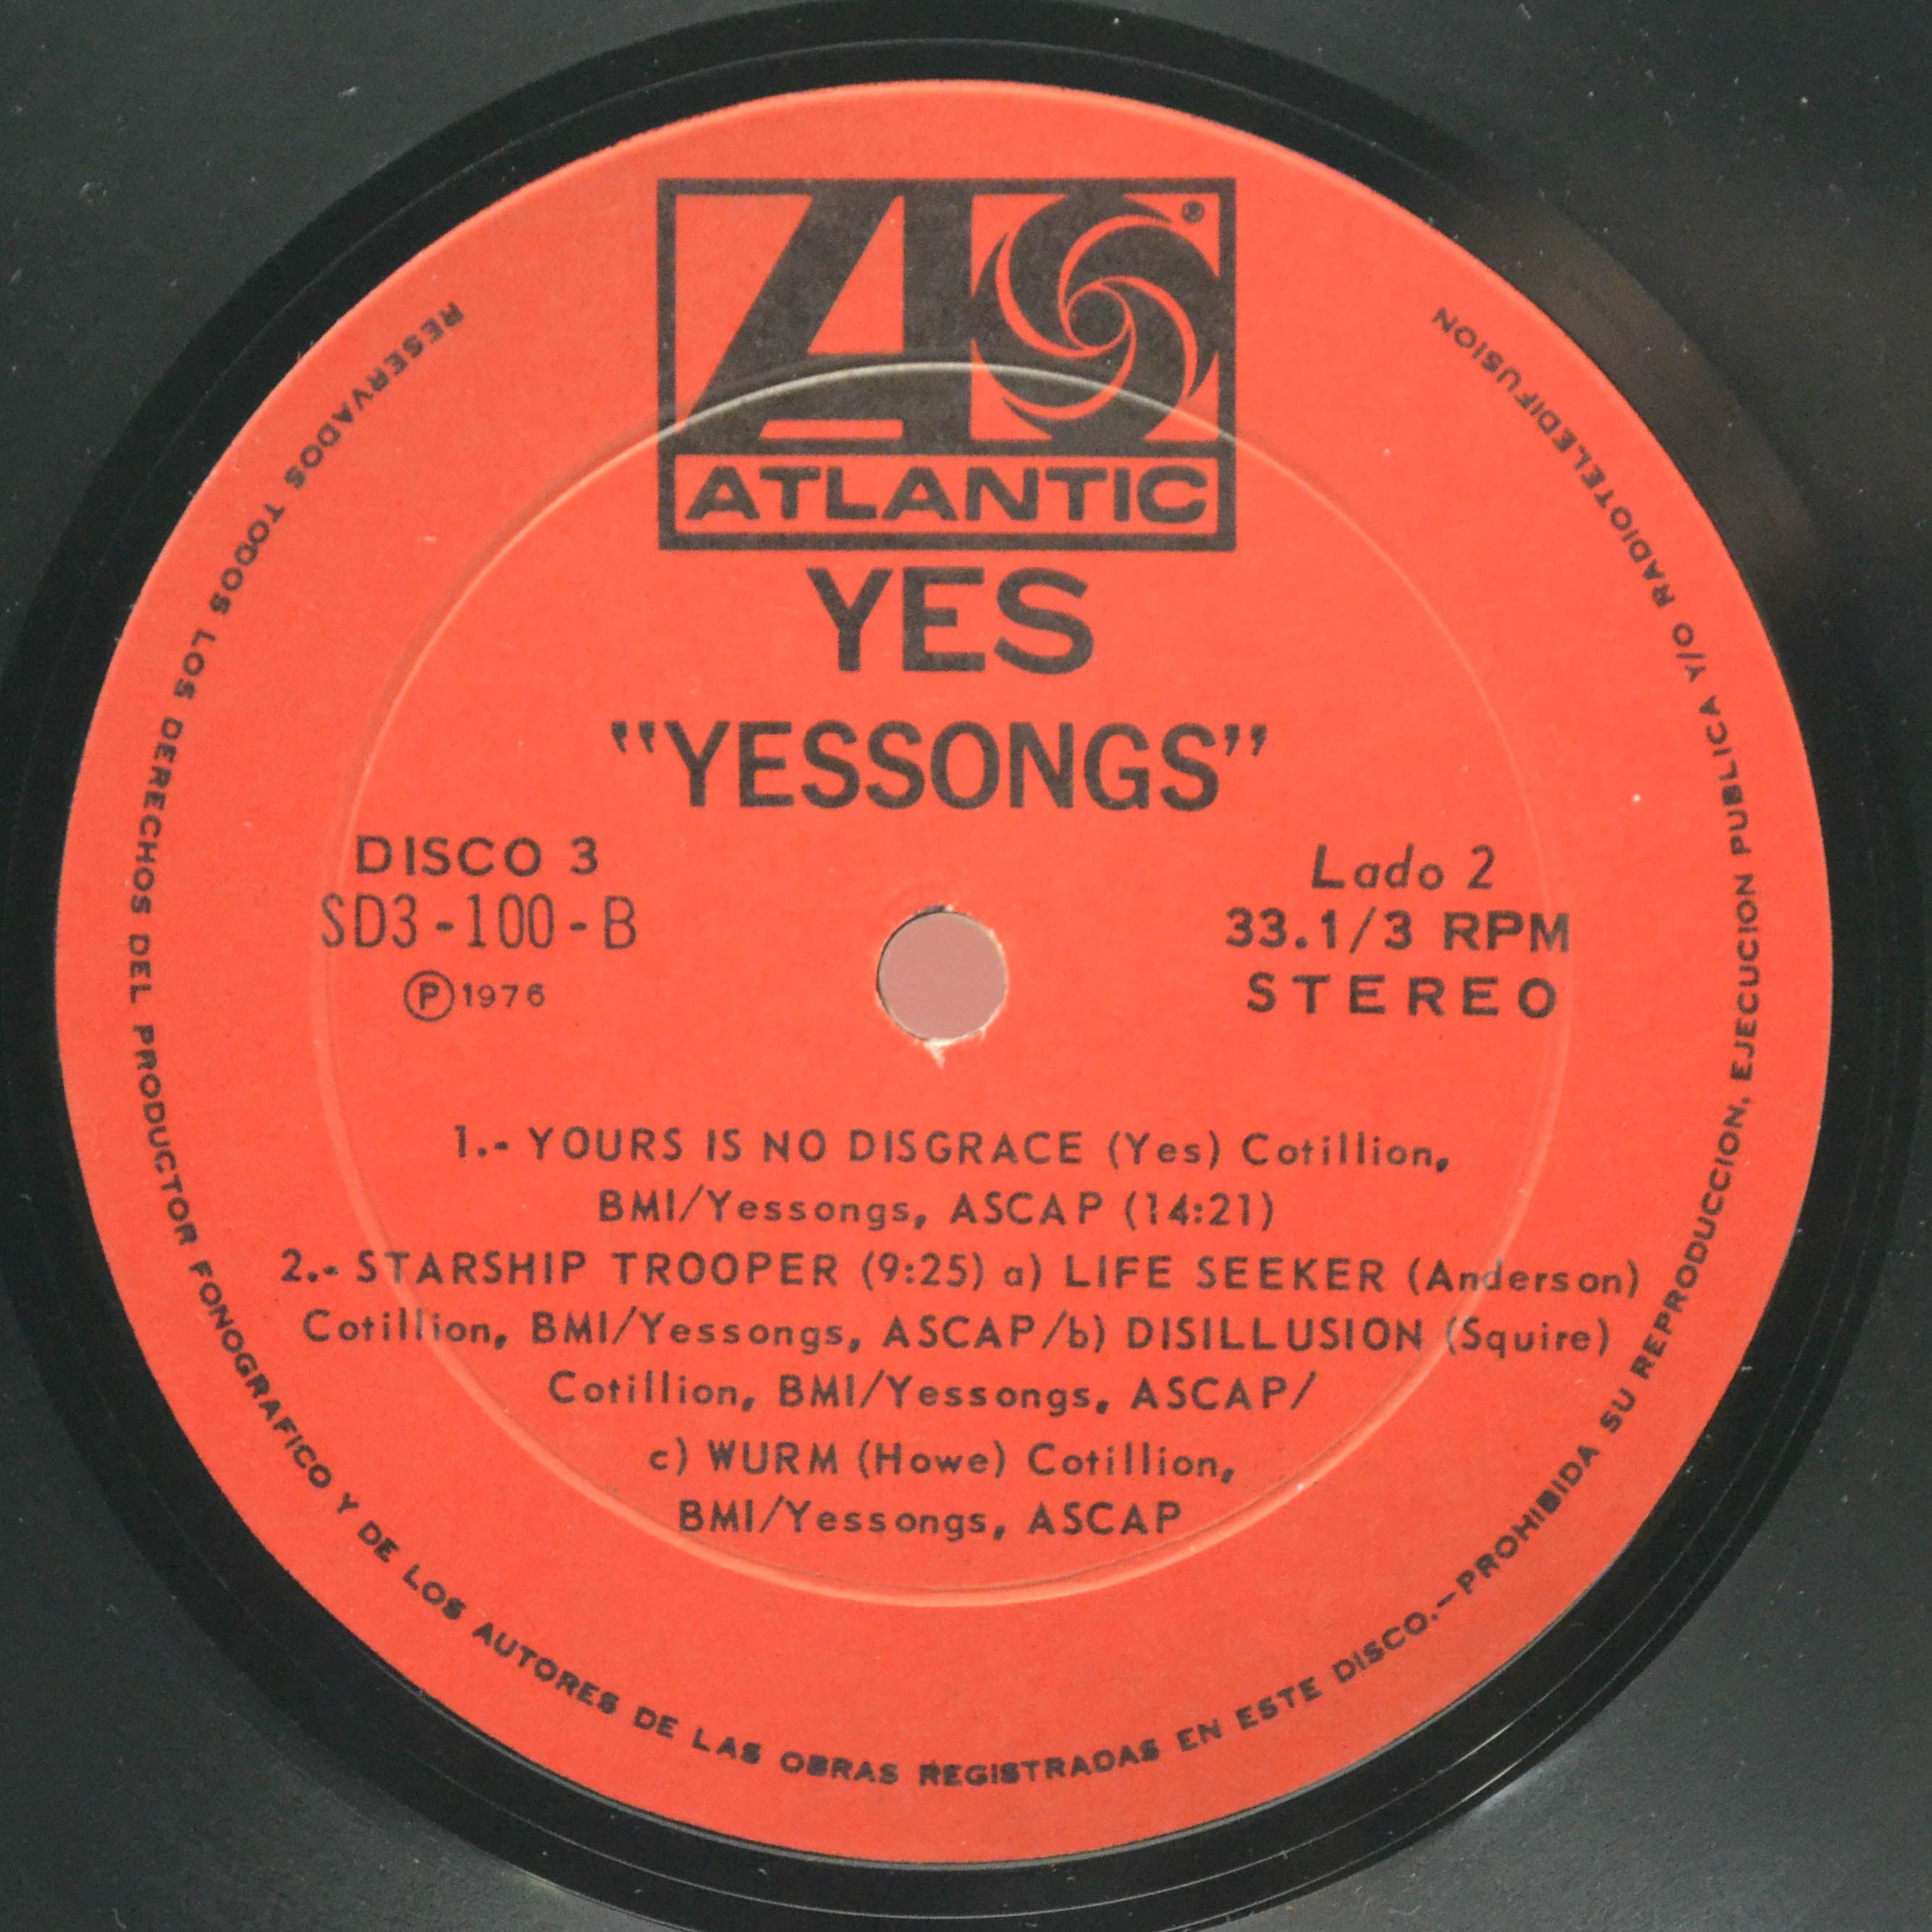 ®
ATLANTIC
YES
"YESSONGS"
DISCO 3
SD3-100-B
Ⓟ1976
Lado 2
33.1/3 RPM
STEREO
1.- YOURS IS NO DISGRACE (Yes) Cotillion,
BMI/Yessongs, ASCAP (14:21)
2.- STARSHIP TROOPER (9:25) a) LIFE SEEKER (Anderson)
Cotillion, BMI/Yessongs, ASCAP/b) DISILLUSION (Squire)
Cotillion, BMI/Yessongs, ASCAP/
c) WURM (Howe) Cotillion,
BMI/Yessongs, ASCAP
RESERVADOS TODOS LOS DERECHOS DEL PRODUCTOR FONOGRAFICO Y DE LOS AUTORES DE LAS OBRAS REGISTRADAS EN ESTE DISCO.—PROHIBIDA SU REPRODUCCION, EJECUCION PUBLICA Y/O RADIOTELEDIFUSION